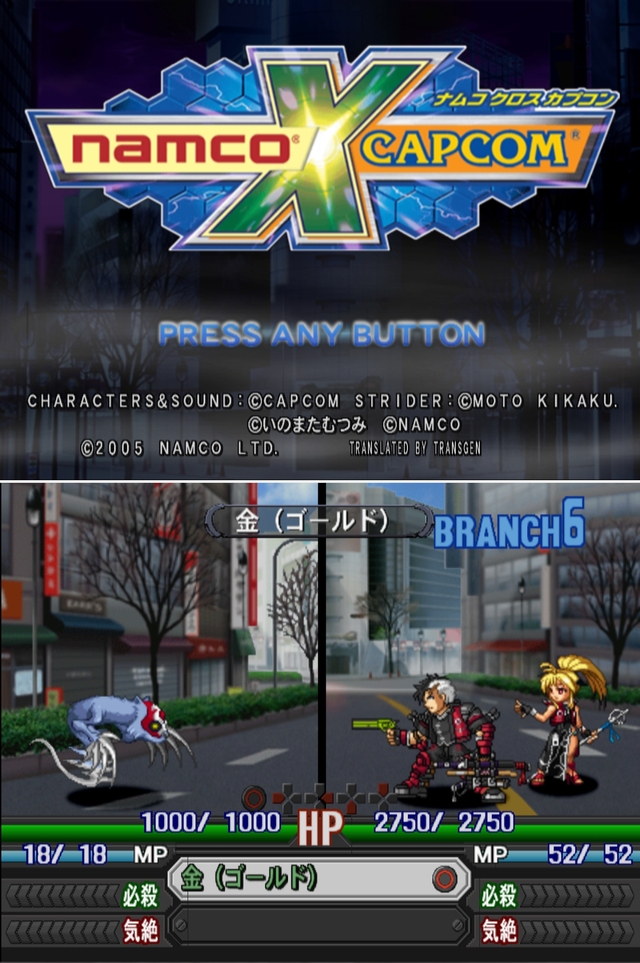 ナムコ クロス カプコン
namco® X CAPCOM®
PRESS ANY BUTTON
CHARACTERS&SOUND:©CAPCOM STRIDER:©MOTO KIKAKU.
©いのまたむつみ ©NAMCO
©2005 NAMCO LTD. TRANSLATED BY TRANSGEN
金（ゴールド）
BRANCH6
1000/ 1000 HP 2750/ 2750
18/ 18 MP MP 52/ 52
金（ゴールド）
必殺 必殺
気絶 気絶